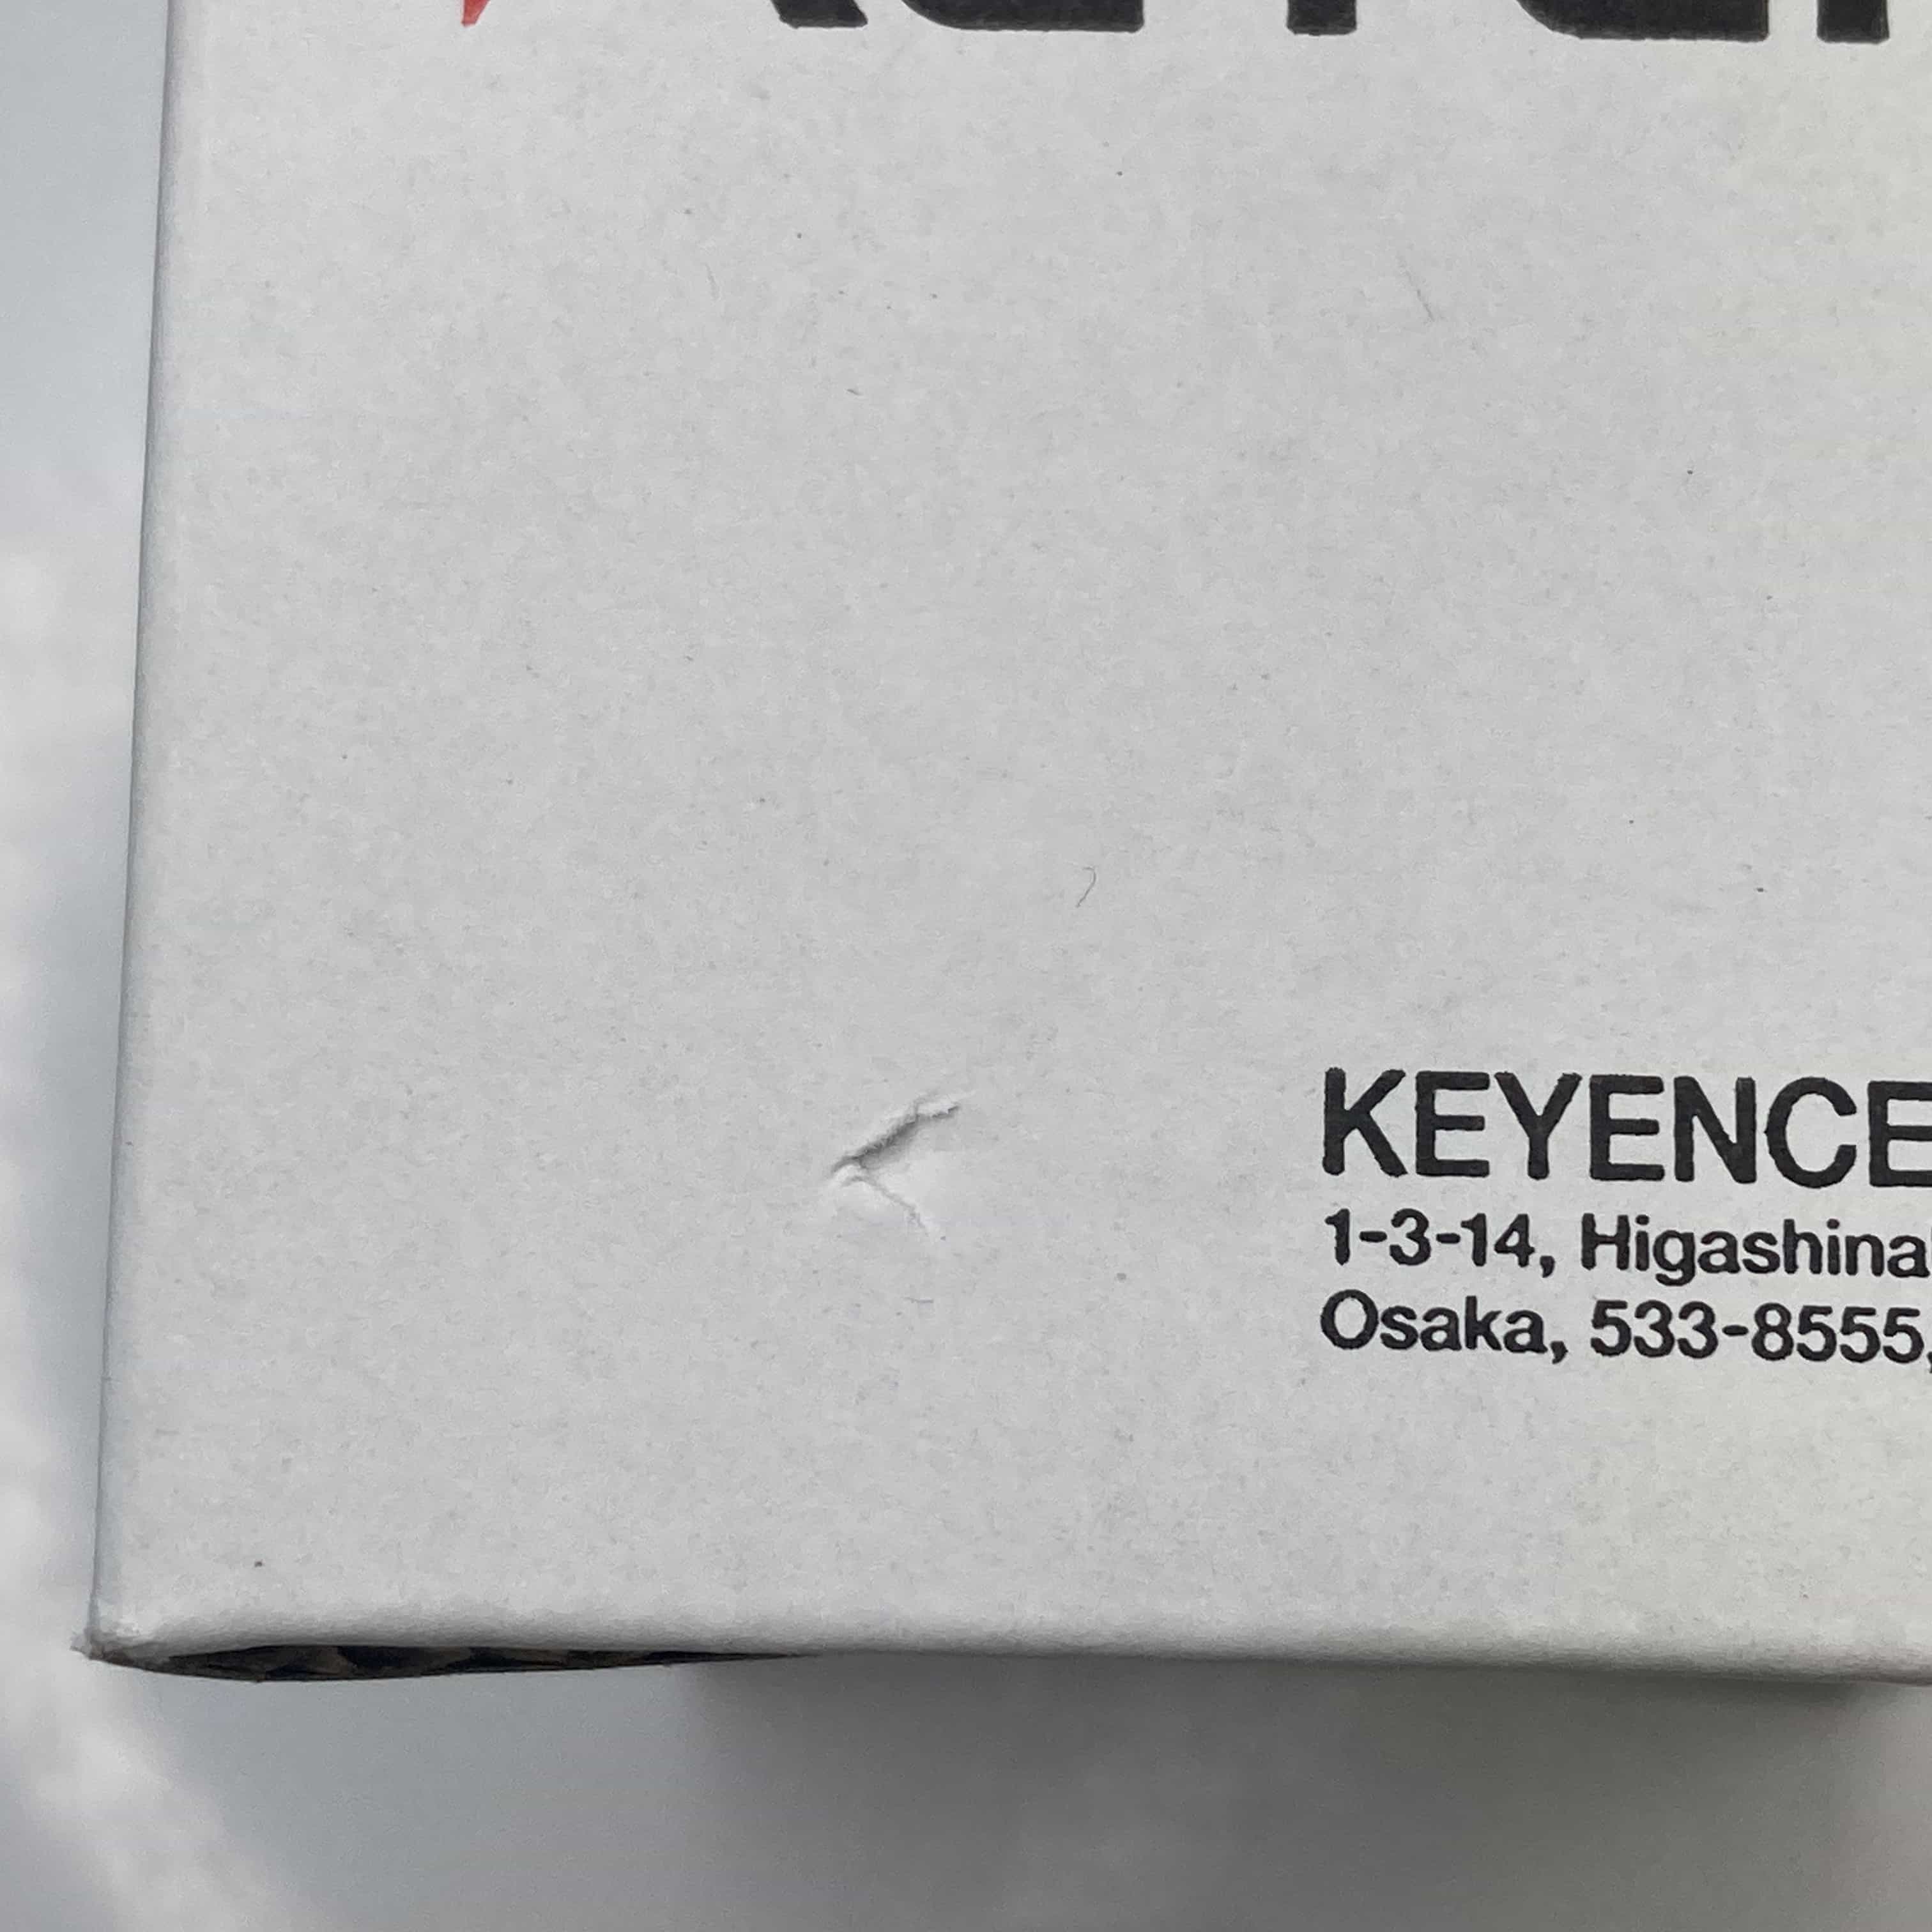 KEYENCE
1-3-14, Higashina
Osaka, 533-8555,